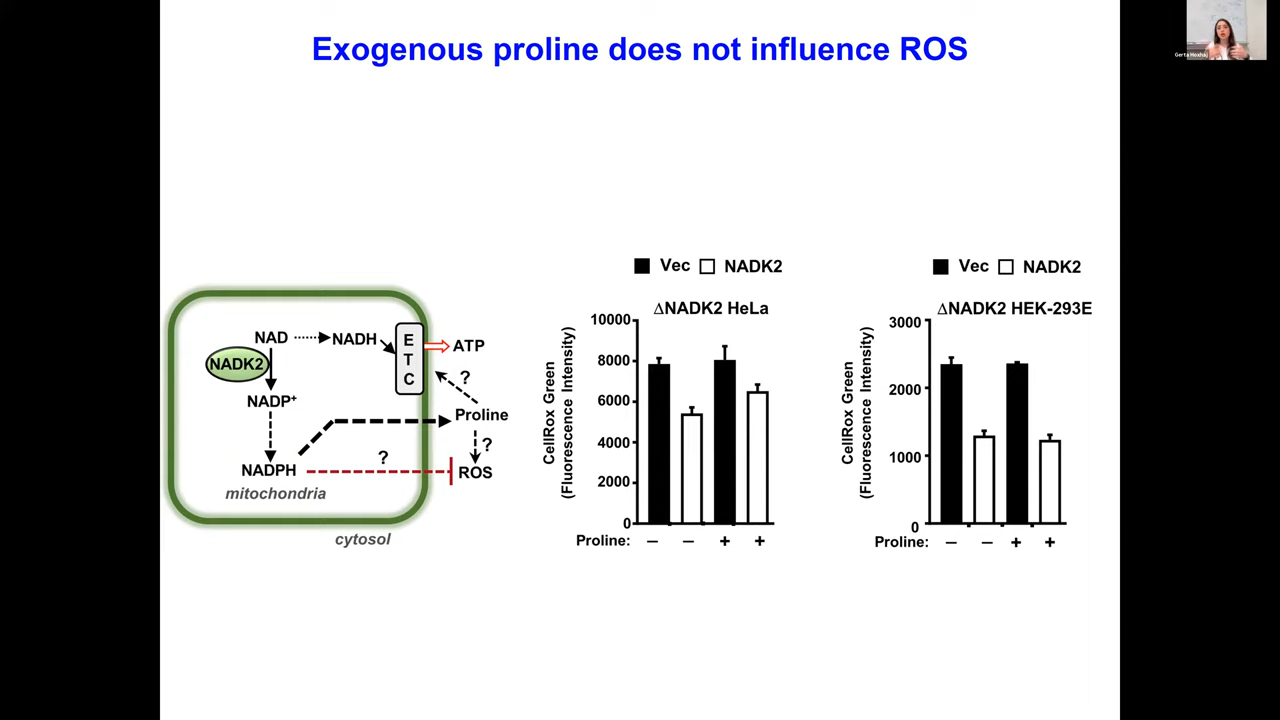 Exogenous proline does not influence ROS
Gerta Hoxhaj
NAD
NADH
NADK2
NADP+
NADPH
mitochondria
cytosol
E
T
C
ATP
?
Proline
?
?
ROS
Vec NADK2
ΔNADK2 HeLa
CellRox Green
(Fluorescence Intensity)
10000
8000
6000
4000
2000
0
Proline: – – + +
Vec NADK2
ΔNADK2 HEK-293E
CellRox Green
(Fluorescence Intensity)
3000
2000
1000
0
Proline: – – + +